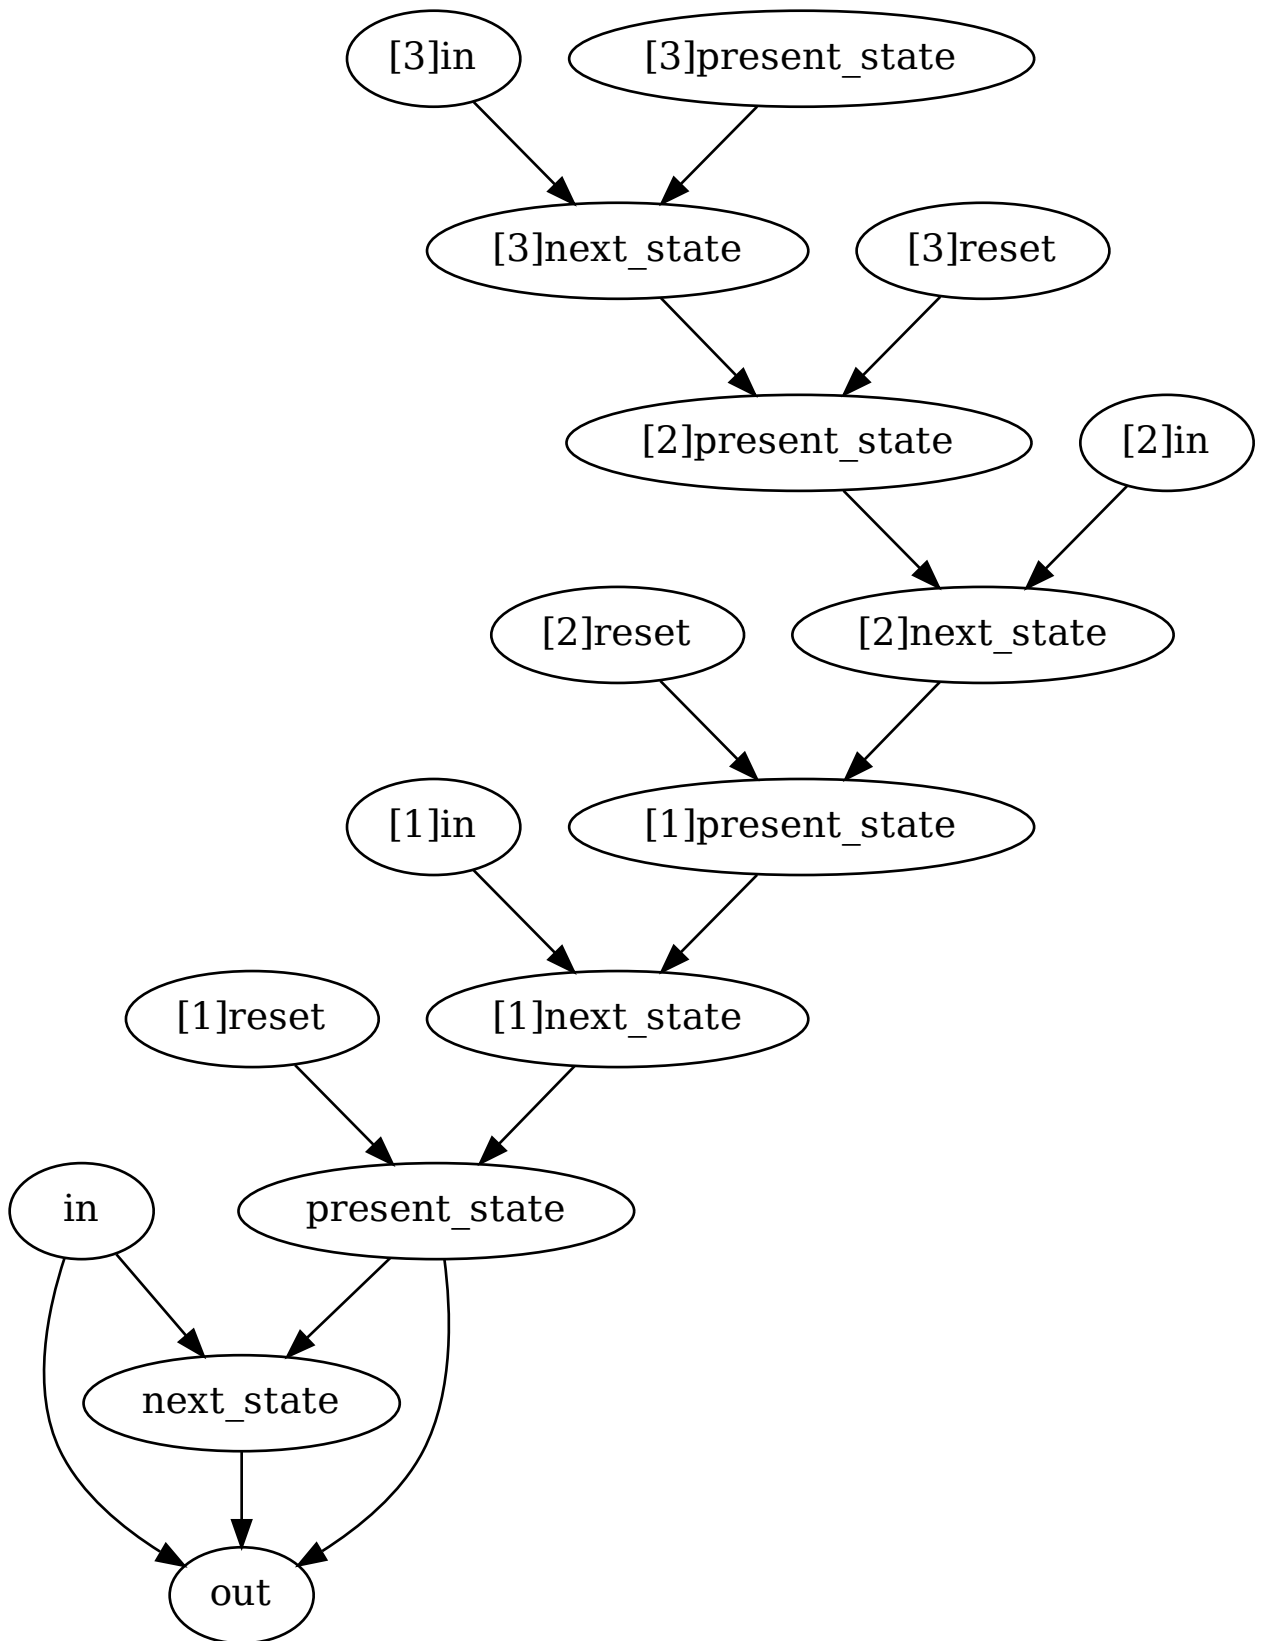 [3]in
[3]present_state
[3]next_state
[3]reset
[2]present_state
[2]in
[2]reset
[2]next_state
[1]in
[1]present_state
[1]reset
[1]next_state
in
present_state
next_state
out